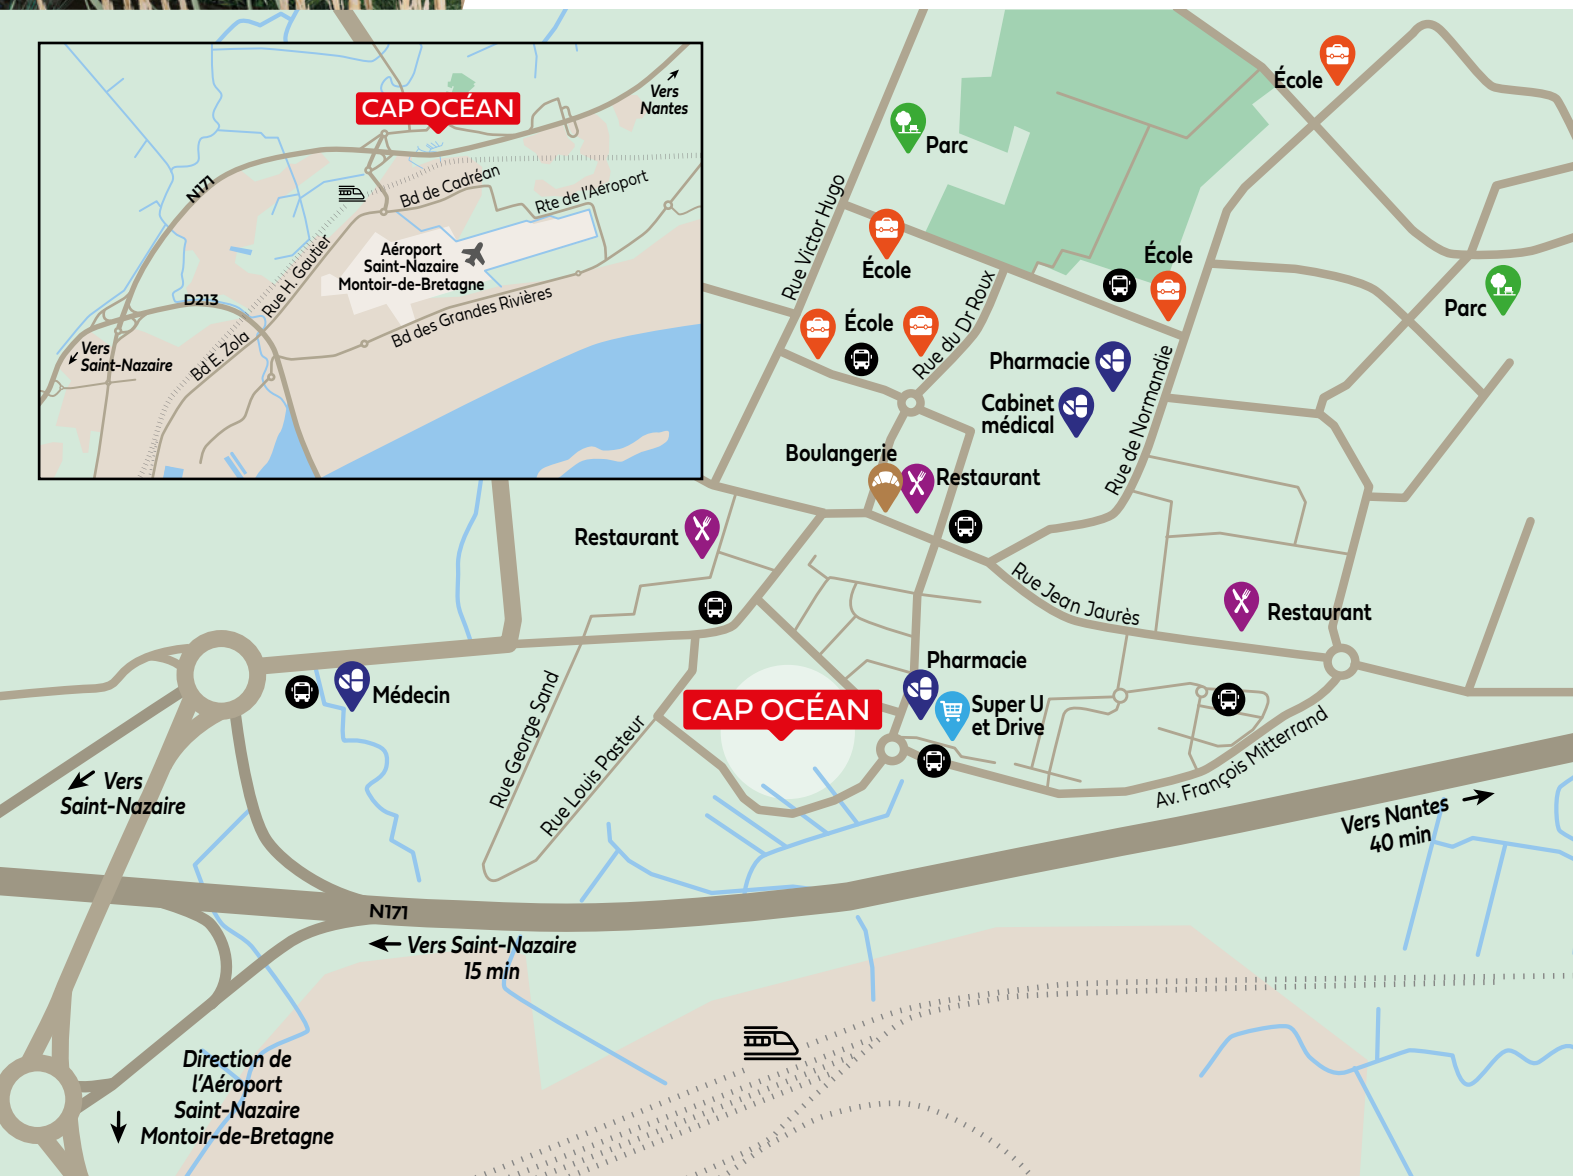 CAP OCÉAN
Vers
Nantes
N171
Bd de Cadréan
Rte de l'Aéroport
Rue H. Gautier
Aéroport
Saint-Nazaire
Montoir-de-Bretagne
D213
Bd des Grandes Rivières
Bd E. Zola
Vers
Saint-Nazaire
École
Parc
Rue Victor Hugo
École
École
Parc
École
Rue du Dr Roux
Pharmacie
Cabinet
médical
Rue de Normandie
Boulangerie
Restaurant
Restaurant
Rue Jean Jaurès
Restaurant
Médecin
Pharmacie
CAP OCÉAN
Super U
et Drive
Rue George Sand
Rue Louis Pasteur
Av. François Mitterrand
Vers
Saint-Nazaire
Vers Nantes
40 min
N171
Vers Saint-Nazaire
15 min
Direction de
l'Aéroport
Saint-Nazaire
Montoir-de-Bretagne